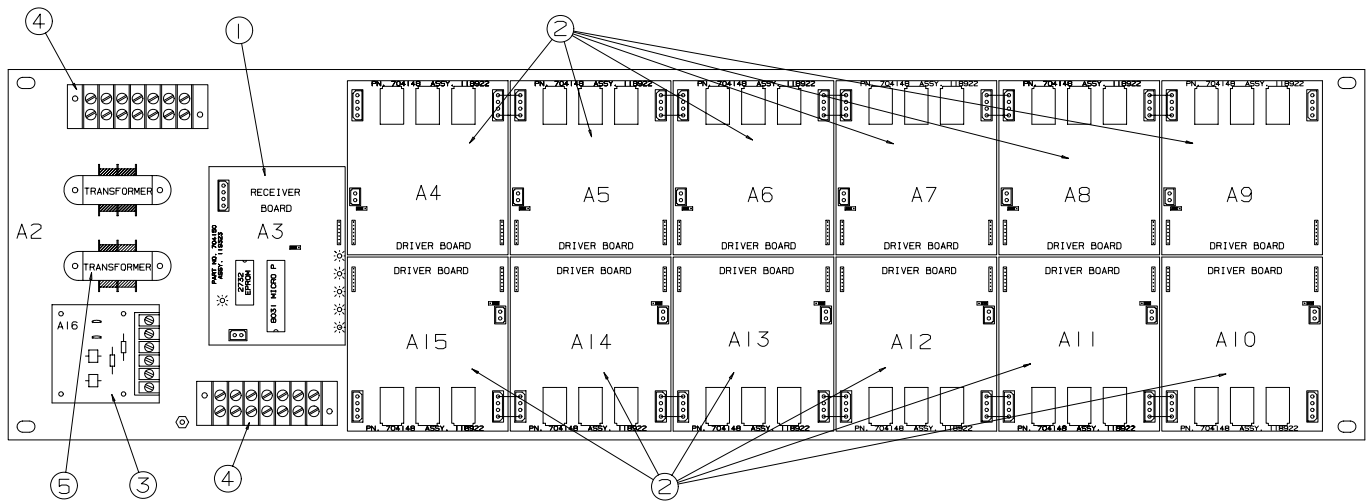 4
1
2
PN. 704148 ASSY. 118922
PN. 704148 ASSY. 118922
PN. 704148 ASSY. 118922
PN. 704148 ASSY. 118922
PN. 704148 ASSY. 118922
PN. 704148 ASSY. 118922
TRANSFORMER
A2
RECEIVER
BOARD
A3
A4
A5
A6
A7
A8
A9
DRIVER BOARD
DRIVER BOARD
DRIVER BOARD
DRIVER BOARD
DRIVER BOARD
DRIVER BOARD
TRANSFORMER
PART NO. 704150
ASSY. 118923
2732
EPROM
8031 MICRO P
DRIVER BOARD
DRIVER BOARD
DRIVER BOARD
DRIVER BOARD
DRIVER BOARD
DRIVER BOARD
A16
A15
A14
A13
A12
A11
A10
PN. 704148 ASSY. 118922
PN. 704148 ASSY. 118922
PN. 704148 ASSY. 118922
PN. 704148 ASSY. 118922
PN. 704148 ASSY. 118922
PN. 704148 ASSY. 118922
5
3
4
2